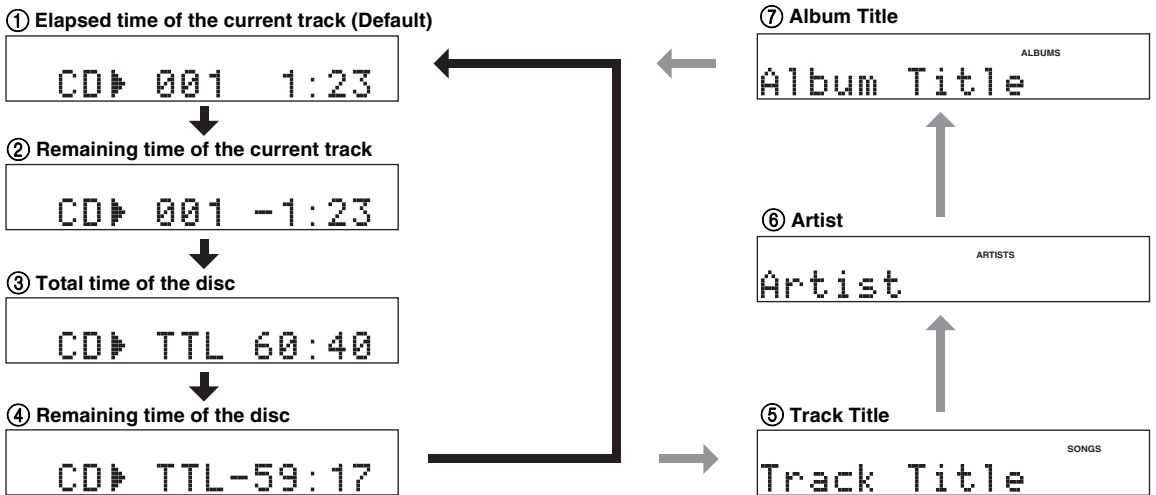 ① Elapsed time of the current track (Default)
CD▶ 001 1:23
② Remaining time of the current track
CD▶ 001 -1:23
③ Total time of the disc
CD▶ TTL 60:40
④ Remaining time of the disc
CD▶ TTL-59:17
⑦ Album Title
ALBUMS
Album Title
⑥ Artist
ARTISTS
Artist
⑤ Track Title
SONGS
Track Title